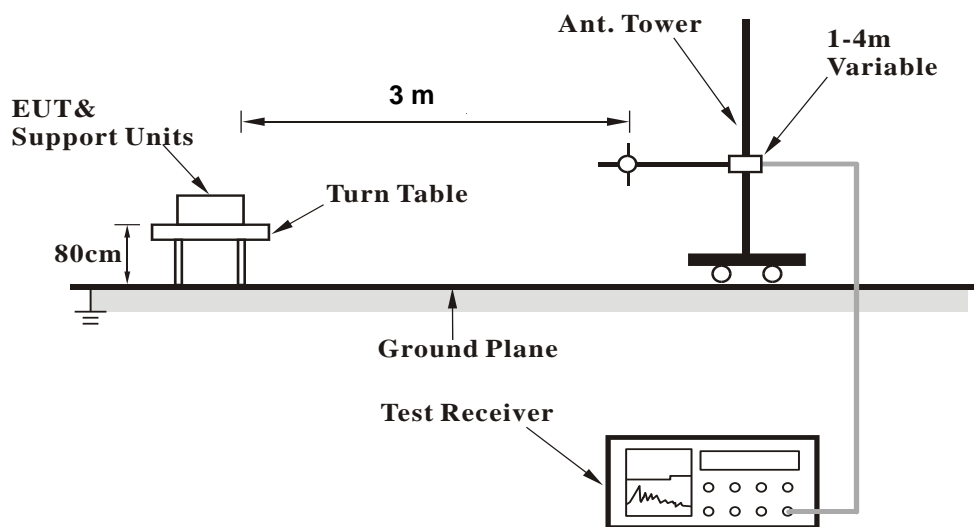 Ant. Tower
1-4m
Variable
3 m
EUT&
Support Units
Turn Table
80cm
Ground Plane
Test Receiver